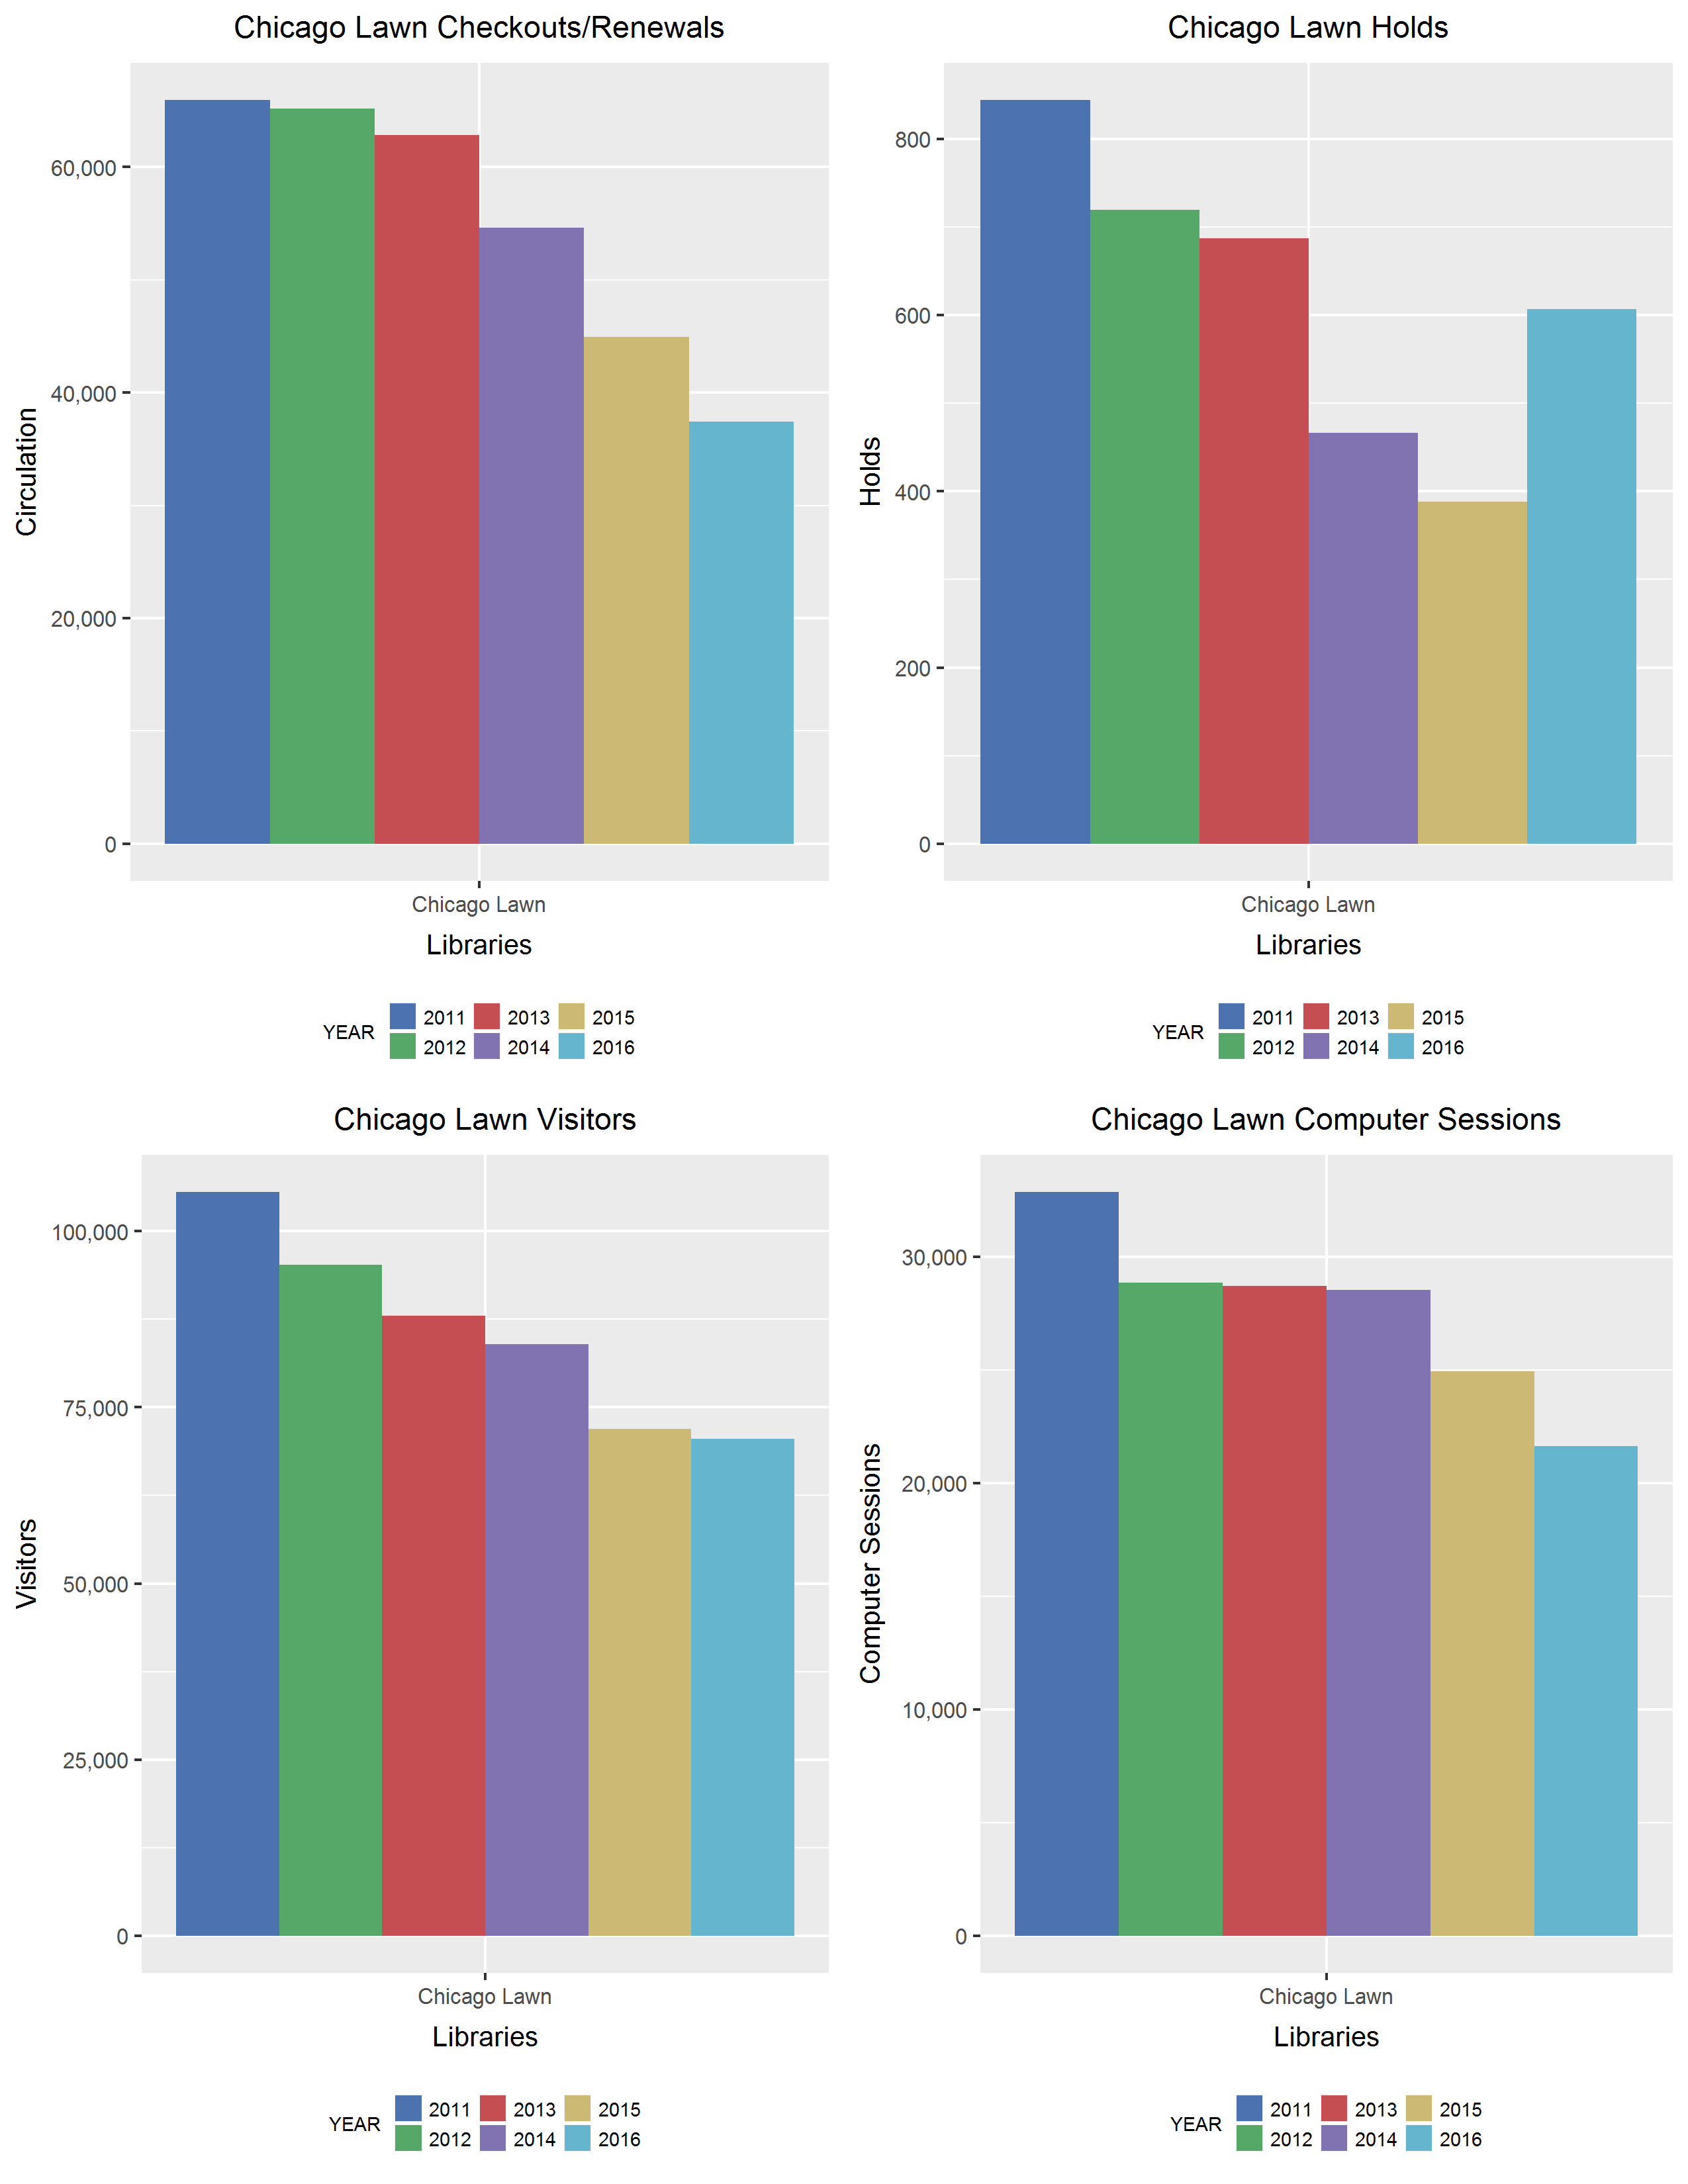 Chicago Lawn Checkouts/Renewals
Circulation
60,000
40,000
20,000
0
Chicago Lawn
Libraries
YEAR
2011 2013 2015
2012 2014 2016
Chicago Lawn Holds
Holds
800
600
400
200
0
Chicago Lawn
Libraries
YEAR
2011 2013 2015
2012 2014 2016
Chicago Lawn Visitors
Visitors
100,000
75,000
50,000
25,000
0
Chicago Lawn
Libraries
YEAR
2011 2013 2015
2012 2014 2016
Chicago Lawn Computer Sessions
Computer Sessions
30,000
20,000
10,000
0
Chicago Lawn
Libraries
YEAR
2011 2013 2015
2012 2014 2016